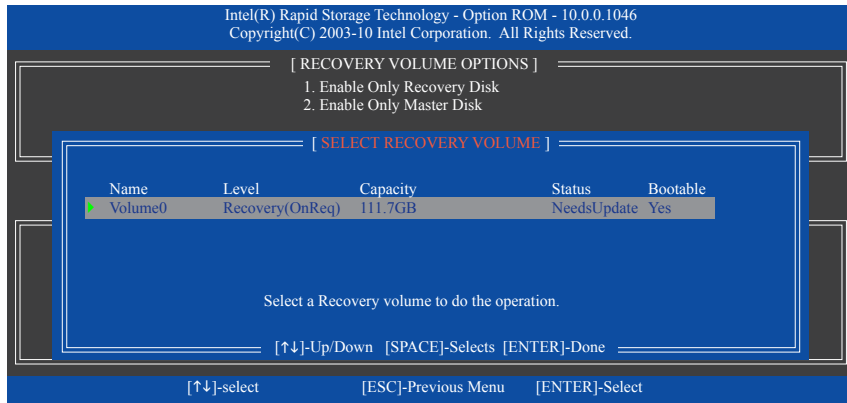 Intel(R) Rapid Storage Technology - Option ROM - 10.0.0.1046
Copyright(C) 2003-10 Intel Corporation. All Rights Reserved.
[ RECOVERY VOLUME OPTIONS ]
1. Enable Only Recovery Disk
2. Enable Only Master Disk
[ SELECT RECOVERY VOLUME ]
Name Level Capacity Status Bootable
Volume0 Recovery(OnReq) 111.7GB NeedsUpdate Yes
Select a Recovery volume to do the operation.
[↑↓]-Up/Down [SPACE]-Selects [ENTER]-Done
[↑↓]-select [ESC]-Previous Menu [ENTER]-Select